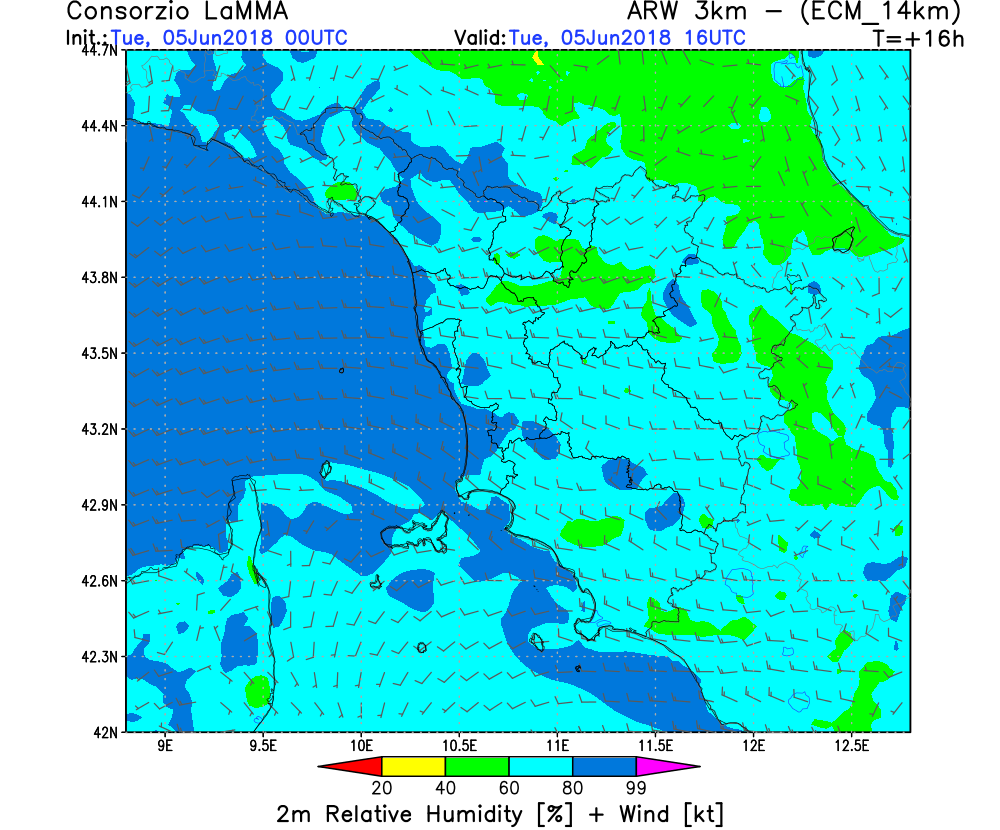 Consorzio LaMMA ARW 3km - (ECM_14km)
Init.:Tue, 05Jun2018 00UTC Valid:Tue, 05Jun2018 16UTC T=+16h
44.7N
44.4N
44.1N
43.8N
43.5N
43.2N
42.9N
42.6N
42.3N
42N
9E 9.5E 10E 10.5E 11E 11.5E 12E 12.5E
20 40 60 80 99
2m Relative Humidity [%] + Wind [kt]